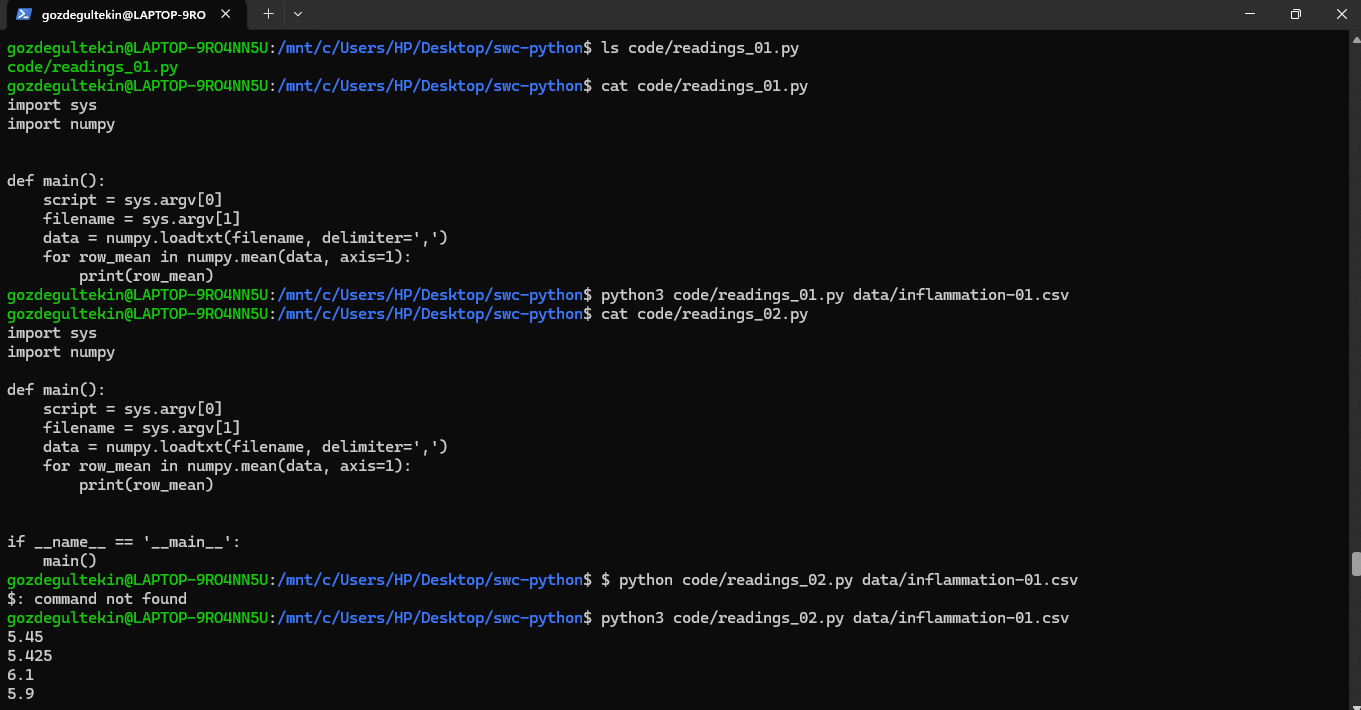 gozdegultekin@LAPTOP-9RO
gozdegultekin@LAPTOP-9RO4NN5U:/mnt/c/Users/HP/Desktop/swc-python$ ls code/readings_01.py
code/readings_01.py
gozdegultekin@LAPTOP-9RO4NN5U:/mnt/c/Users/HP/Desktop/swc-python$ cat code/readings_01.py
import sys
import numpy
def main():
    script = sys.argv[0]
    filename = sys.argv[1]
    data = numpy.loadtxt(filename, delimiter=',')
    for row_mean in numpy.mean(data, axis=1):
        print(row_mean)
gozdegultekin@LAPTOP-9RO4NN5U:/mnt/c/Users/HP/Desktop/swc-python$ python3 code/readings_01.py data/inflammation-01.csv
gozdegultekin@LAPTOP-9RO4NN5U:/mnt/c/Users/HP/Desktop/swc-python$ cat code/readings_02.py
import sys
import numpy
def main():
    script = sys.argv[0]
    filename = sys.argv[1]
    data = numpy.loadtxt(filename, delimiter=',')
    for row_mean in numpy.mean(data, axis=1):
        print(row_mean)
if __name__ == '__main__':
    main()
gozdegultekin@LAPTOP-9RO4NN5U:/mnt/c/Users/HP/Desktop/swc-python$ $ python code/readings_02.py data/inflammation-01.csv
$: command not found
gozdegultekin@LAPTOP-9RO4NN5U:/mnt/c/Users/HP/Desktop/swc-python$ python3 code/readings_02.py data/inflammation-01.csv
5.45
5.425
6.1
5.9